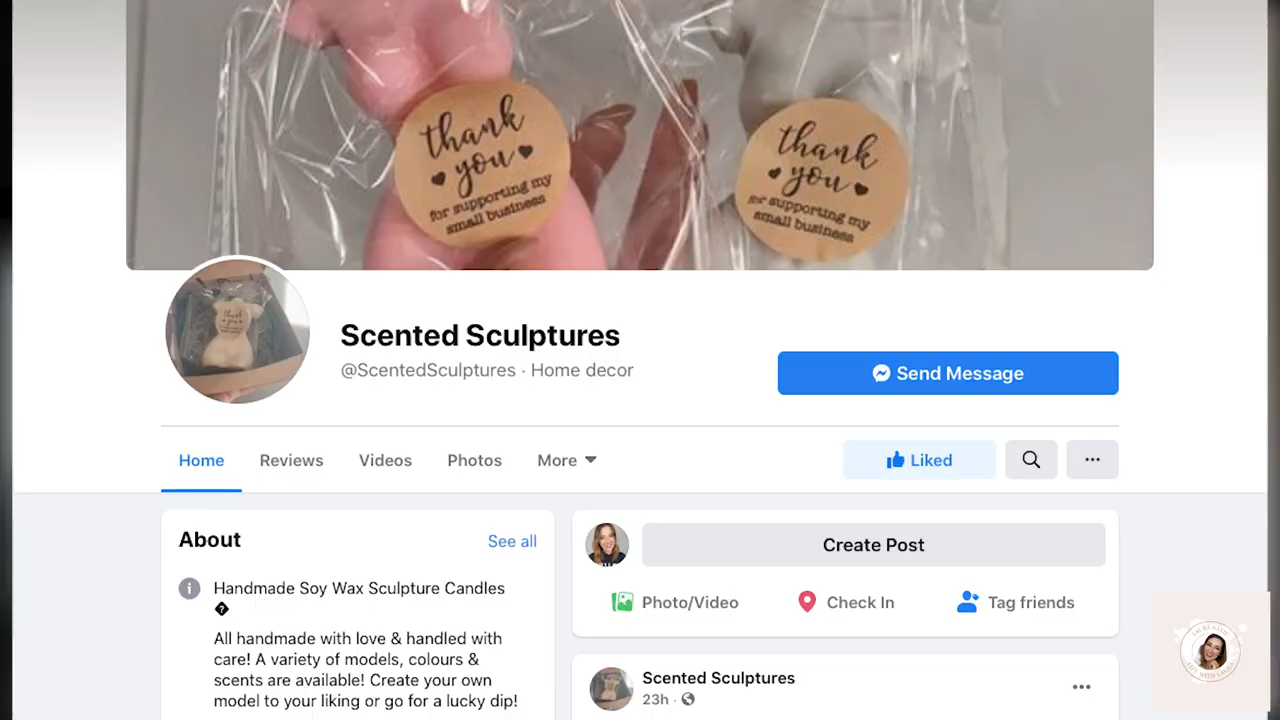 thank
you
for supporting my
small business
thank
you
for supporting my
small business
Scented Sculptures
@ScentedSculptures · Home decor
Send Message
Home
Reviews
Videos
Photos
More
Liked
About
See all
Create Post
Handmade Soy Wax Sculpture Candles
All handmade with love & handled with
care! A variety of models, colours &
scents are available! Create your own
model to your liking or go for a lucky dip!
Photo/Video
Check In
Tag friends
Scented Sculptures
23h ·